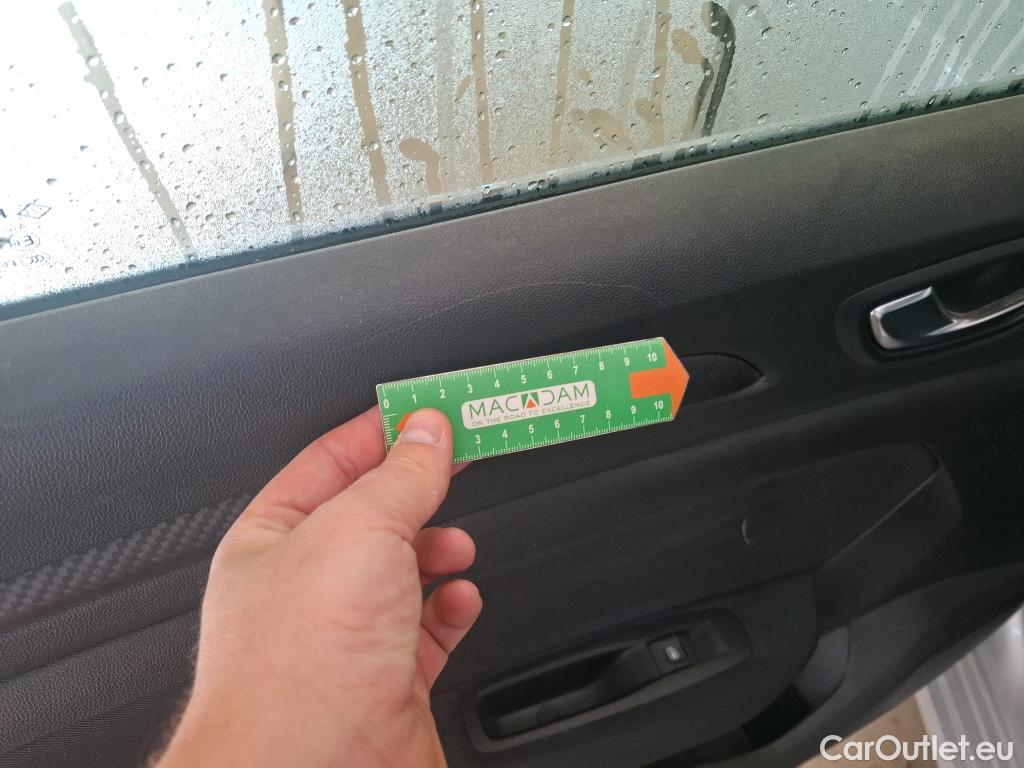 0 1 2 3 4 5 6 7 8 9 10
MACADAM
ON THE ROAD TO EXCELLENCE
3 4 5 6 7 8 9 10
CarOutlet.eu